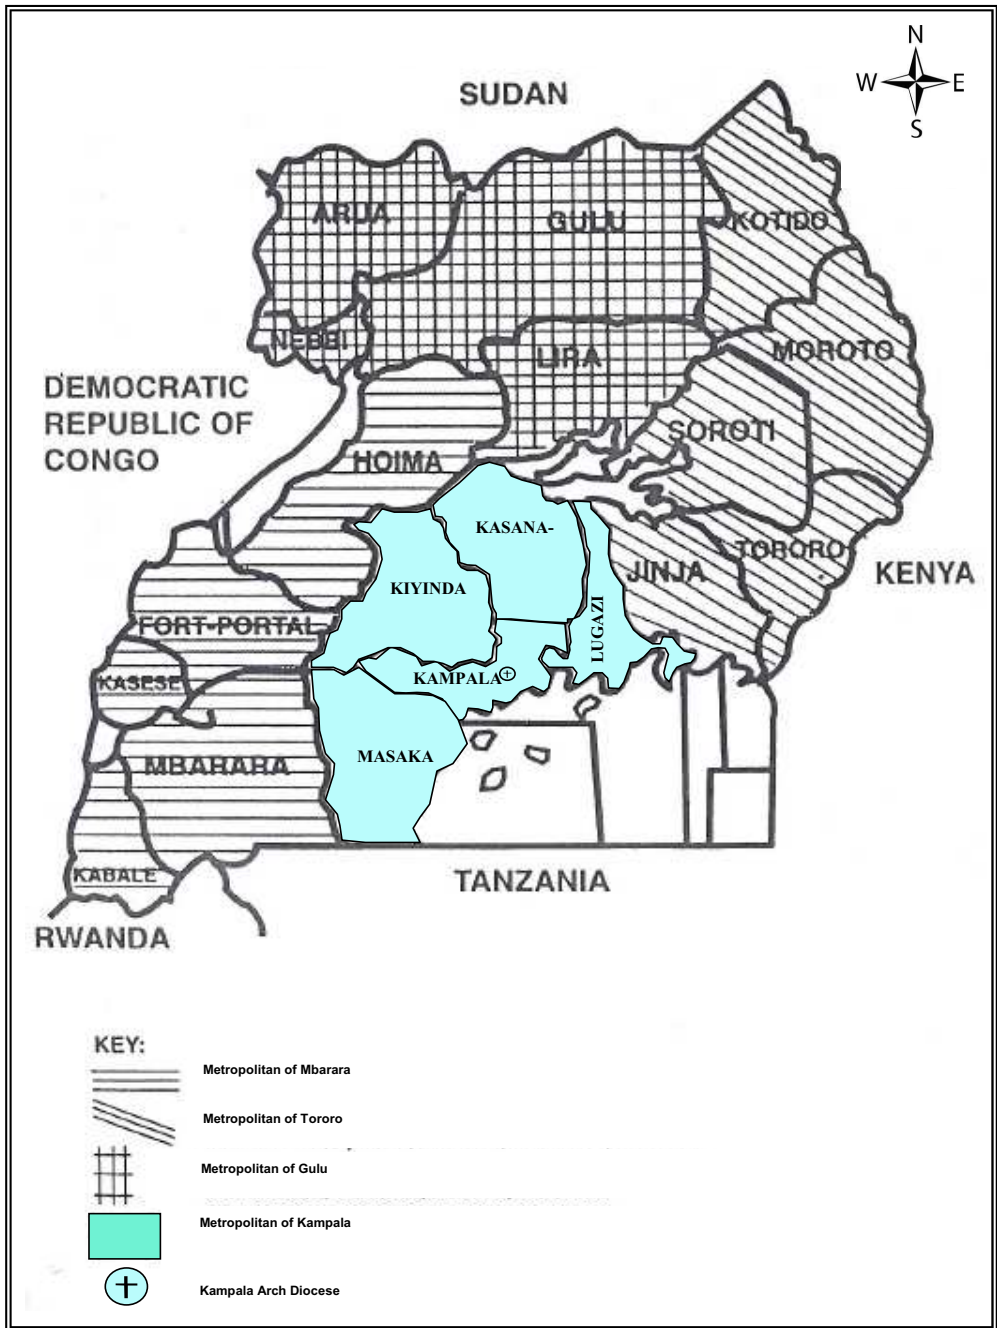 N
W E
S
SUDAN
ARUA
GULU
KOTIDO
NEBBI
LIRA
MOROTO
DEMOCRATIC
REPUBLIC OF
CONGO
SOROTI
HOIMA
KASANA-
TORORO
JINJA
KENYA
KIYINDA
LUGAZI
FORT-PORTAL
KAMPALA
KASESE
MASAKA
MBARARA
KABALE
TANZANIA
RWANDA
KEY:
Metropolitan of Mbarara
Metropolitan of Tororo
Metropolitan of Gulu
Metropolitan of Kampala
Kampala Arch Diocese